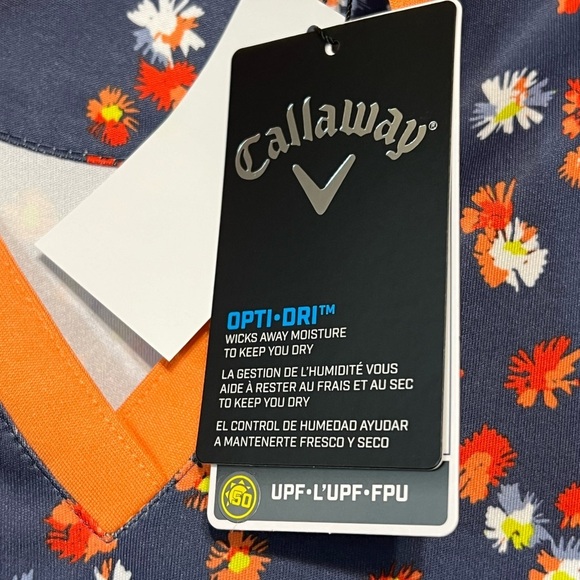 Callaway®
OPTI•DRI™
WICKS AWAY MOISTURE
TO KEEP YOU DRY
LA GESTION DE L'HUMIDITÉ VOUS
AIDE À RESTER AU FRAIS ET AU SEC
TO KEEP YOU DRY
EL CONTROL DE HUMEDAD AYUDAR
A MANTENERTE FRESCO Y SECO
50
UPF•L'UPF•FPU